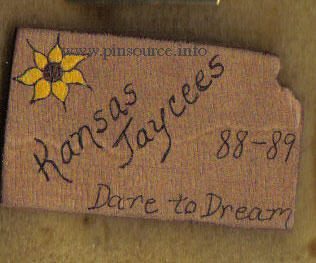 www.pinsource.info
Kansas
Jaycees
88-89
Dare to Dream